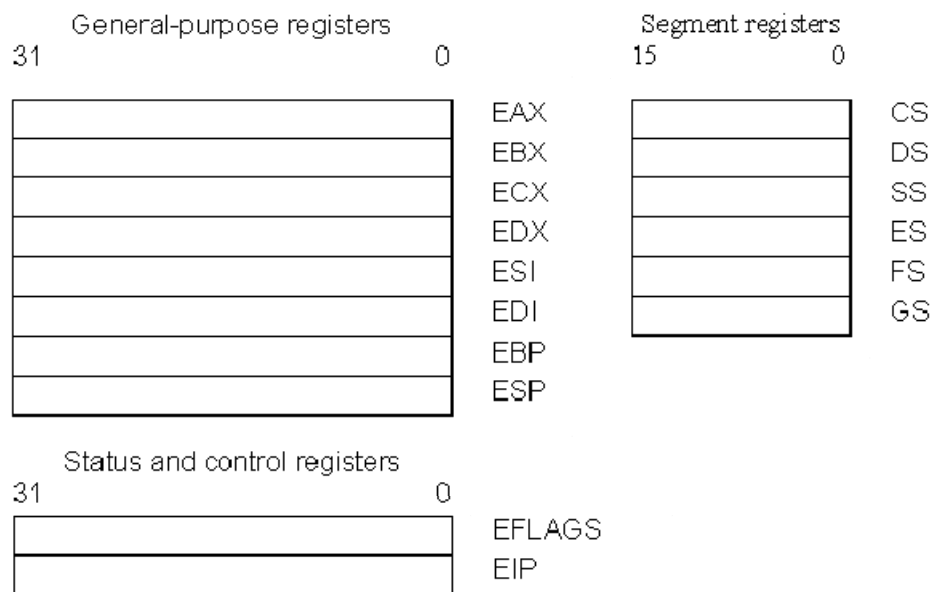 General-purpose registers
31 0
EAX
EBX
ECX
EDX
ESI
EDI
EBP
ESP
Segment registers
15 0
CS
DS
SS
ES
FS
GS
Status and control registers
31 0
EFLAGS
EIP